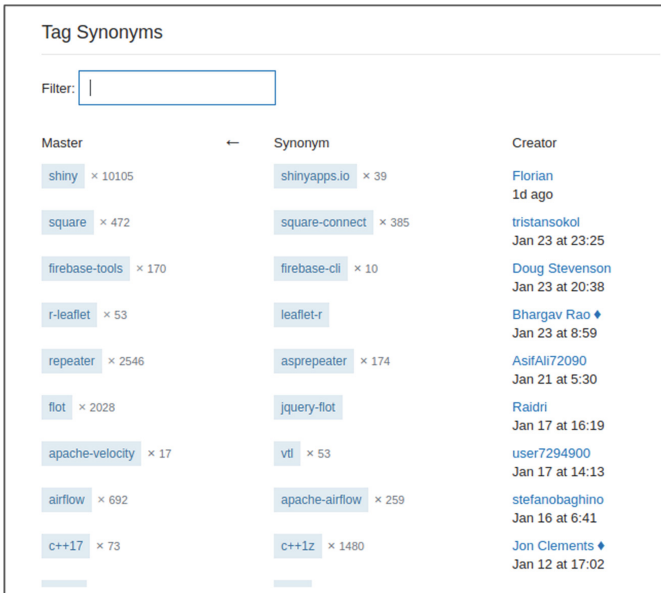 Tag Synonyms
Filter:
Master ← Synonym Creator
shiny × 10105 shinyapps.io × 39 Florian
1d ago
square × 472 square-connect × 385 tristansokol
Jan 23 at 23:25
firebase-tools × 170 firebase-cli × 10 Doug Stevenson
Jan 23 at 20:38
r-leaflet × 53 leaflet-r Bhargav Rao ♦
Jan 23 at 8:59
repeater × 2546 asprepeater × 174 AsifAli72090
Jan 21 at 5:30
flot × 2028 jquery-flot Raidri
Jan 17 at 16:19
apache-velocity × 17 vtl × 53 user7294900
Jan 17 at 14:13
airflow × 692 apache-airflow × 259 stefanobaghino
Jan 16 at 6:41
c++17 × 73 c++1z × 1480 Jon Clements ♦
Jan 12 at 17:02